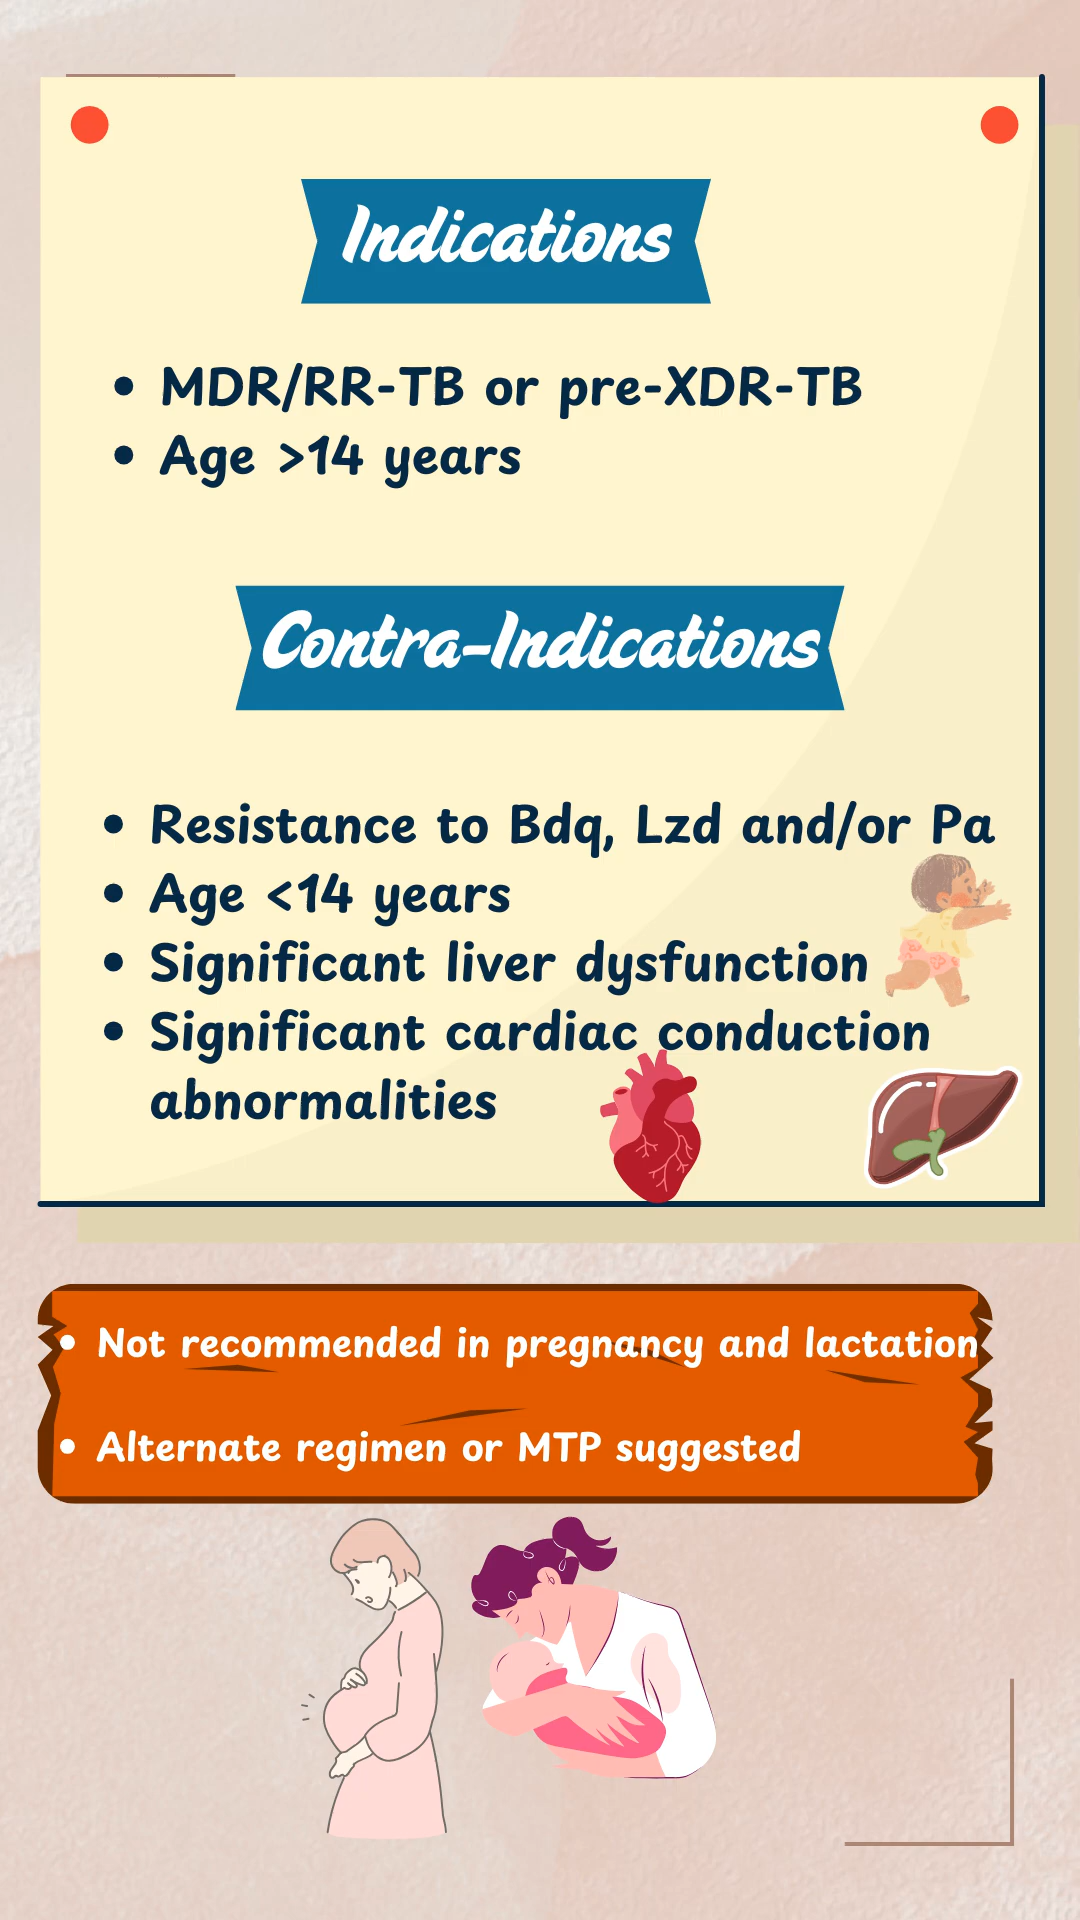 Indications
• MDR/RR-TB or pre-XDR-TB
• Age >14 years
Contra-Indications
• Resistance to Bdq, Lzd and/or Pa
• Age <14 years
• Significant liver dysfunction
• Significant cardiac conduction
abnormalities
• Not recommended in pregnancy and lactation
• Alternate regimen or MTP suggested